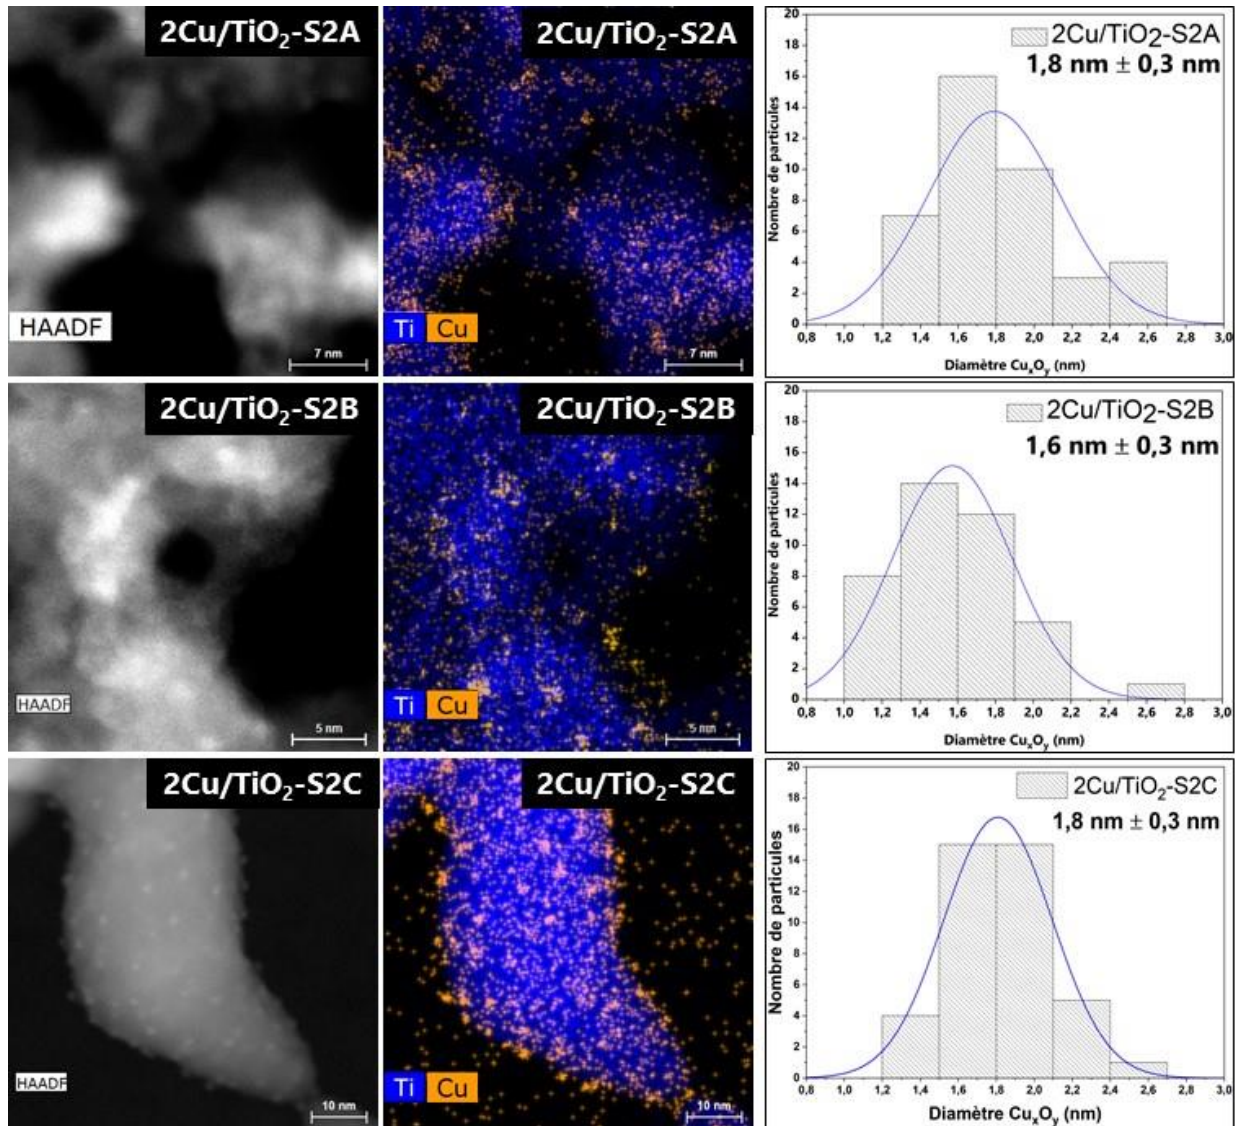 2Cu/TiO₂-S2A
HAADF
7 nm
2Cu/TiO₂-S2A
Ti Cu
7 nm
20
18
16
14
12
10
8
6
4
2
0
Nombre de particules
2Cu/TiO2-S2A
1,8 nm ± 0,3 nm
0,8 1,0 1,2 1,4 1,6 1,8 2,0 2,2 2,4 2,6 2,8 3,0
Diamètre CuₓOᵧ (nm)
2Cu/TiO₂-S2B
HAADF
5 nm
2Cu/TiO₂-S2B
Ti Cu
5 nm
20
18
16
14
12
10
8
6
4
2
0
Nombre de particules
2Cu/TiO2-S2B
1,6 nm ± 0,3 nm
0,8 1,0 1,2 1,4 1,6 1,8 2,0 2,2 2,4 2,6 2,8 3,0
Diamètre CuₓOᵧ (nm)
2Cu/TiO₂-S2C
HAADF
10 nm
2Cu/TiO₂-S2C
Ti Cu
10 nm
20
18
16
14
12
10
8
6
4
2
0
Nombre de particules
2Cu/TiO₂-S2C
1,8 nm ± 0,3 nm
0,8 1,0 1,2 1,4 1,6 1,8 2,0 2,2 2,4 2,6 2,8 3,0
Diamètre CuₓOᵧ (nm)